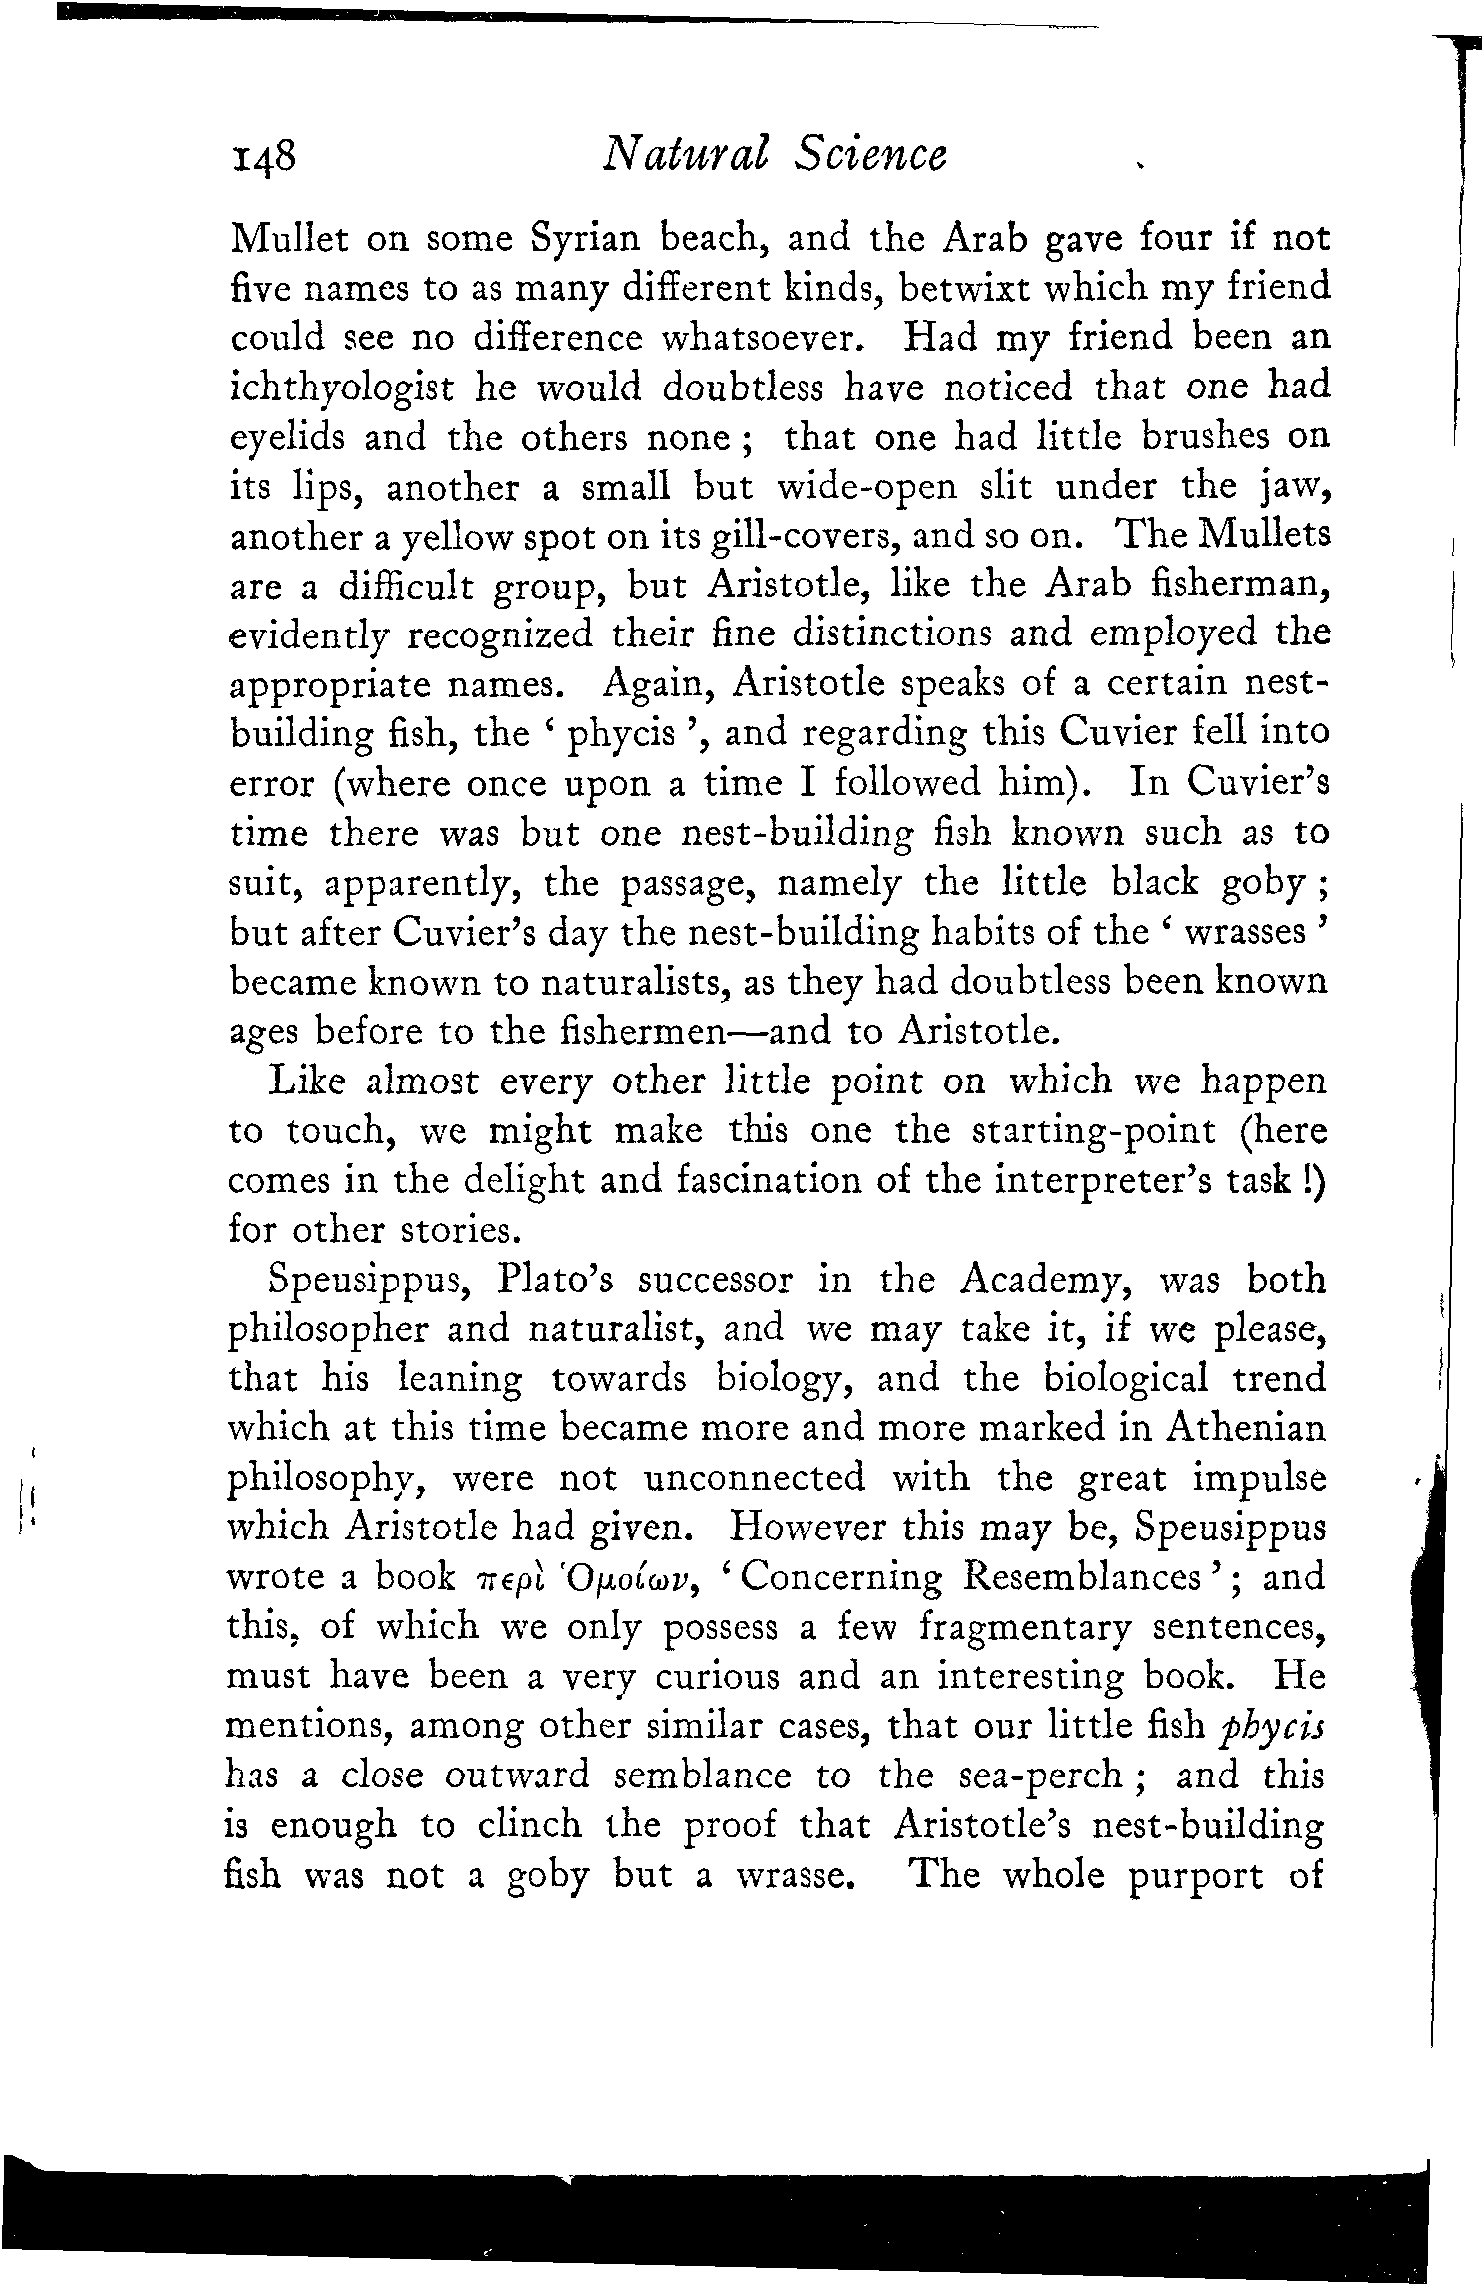 148 Natural Science
Mullet on some Syrian beach, and the Arab gave four if not
five names to as many different kinds, betwixt which my friend
could see no difference whatsoever. Had my friend been an
ichthyologist he would doubtless have noticed that one had
eyelids and the others none ; that one had little brushes on
its lips, another a small but wide-open slit under the jaw,
another a yellow spot on its gill-covers, and so on. The Mullets
are a difficult group, but Aristotle, like the Arab fisherman,
evidently recognized their fine distinctions and employed the
appropriate names. Again, Aristotle speaks of a certain nest-
building fish, the ‘ phycis ’, and regarding this Cuvier fell into
error (where once upon a time I followed him). In Cuvier’s
time there was but one nest-building fish known such as to
suit, apparently, the passage, namely the little black goby ;
but after Cuvier’s day the nest-building habits of the ‘ wrasses ’
became known to naturalists, as they had doubtless been known
ages before to the fishermen—and to Aristotle.
Like almost every other little point on which we happen
to touch, we might make this one the starting-point (here
comes in the delight and fascination of the interpreter’s task !)
for other stories.
Speusippus, Plato’s successor in the Academy, was both
philosopher and naturalist, and we may take it, if we please,
that his leaning towards biology, and the biological trend
which at this time became more and more marked in Athenian
philosophy, were not unconnected with the great impulse
which Aristotle had given. However this may be, Speusippus
wrote a book περὶ Ὁμοίων, ‘ Concerning Resemblances ’ ; and
this, of which we only possess a few fragmentary sentences,
must have been a very curious and an interesting book. He
mentions, among other similar cases, that our little fish phycis
has a close outward semblance to the sea-perch ; and this
is enough to clinch the proof that Aristotle’s nest-building
fish was not a goby but a wrasse. The whole purport of